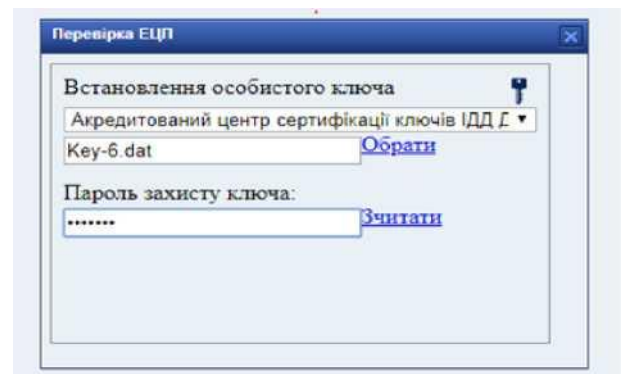 Перевірка ЕЦП
Встановлення особистого ключа
Акредитований центр сертифікації ключів ІДД Д
Key-6.dat
Обрати
Пароль захисту ключа:
•••••••
Зчитати